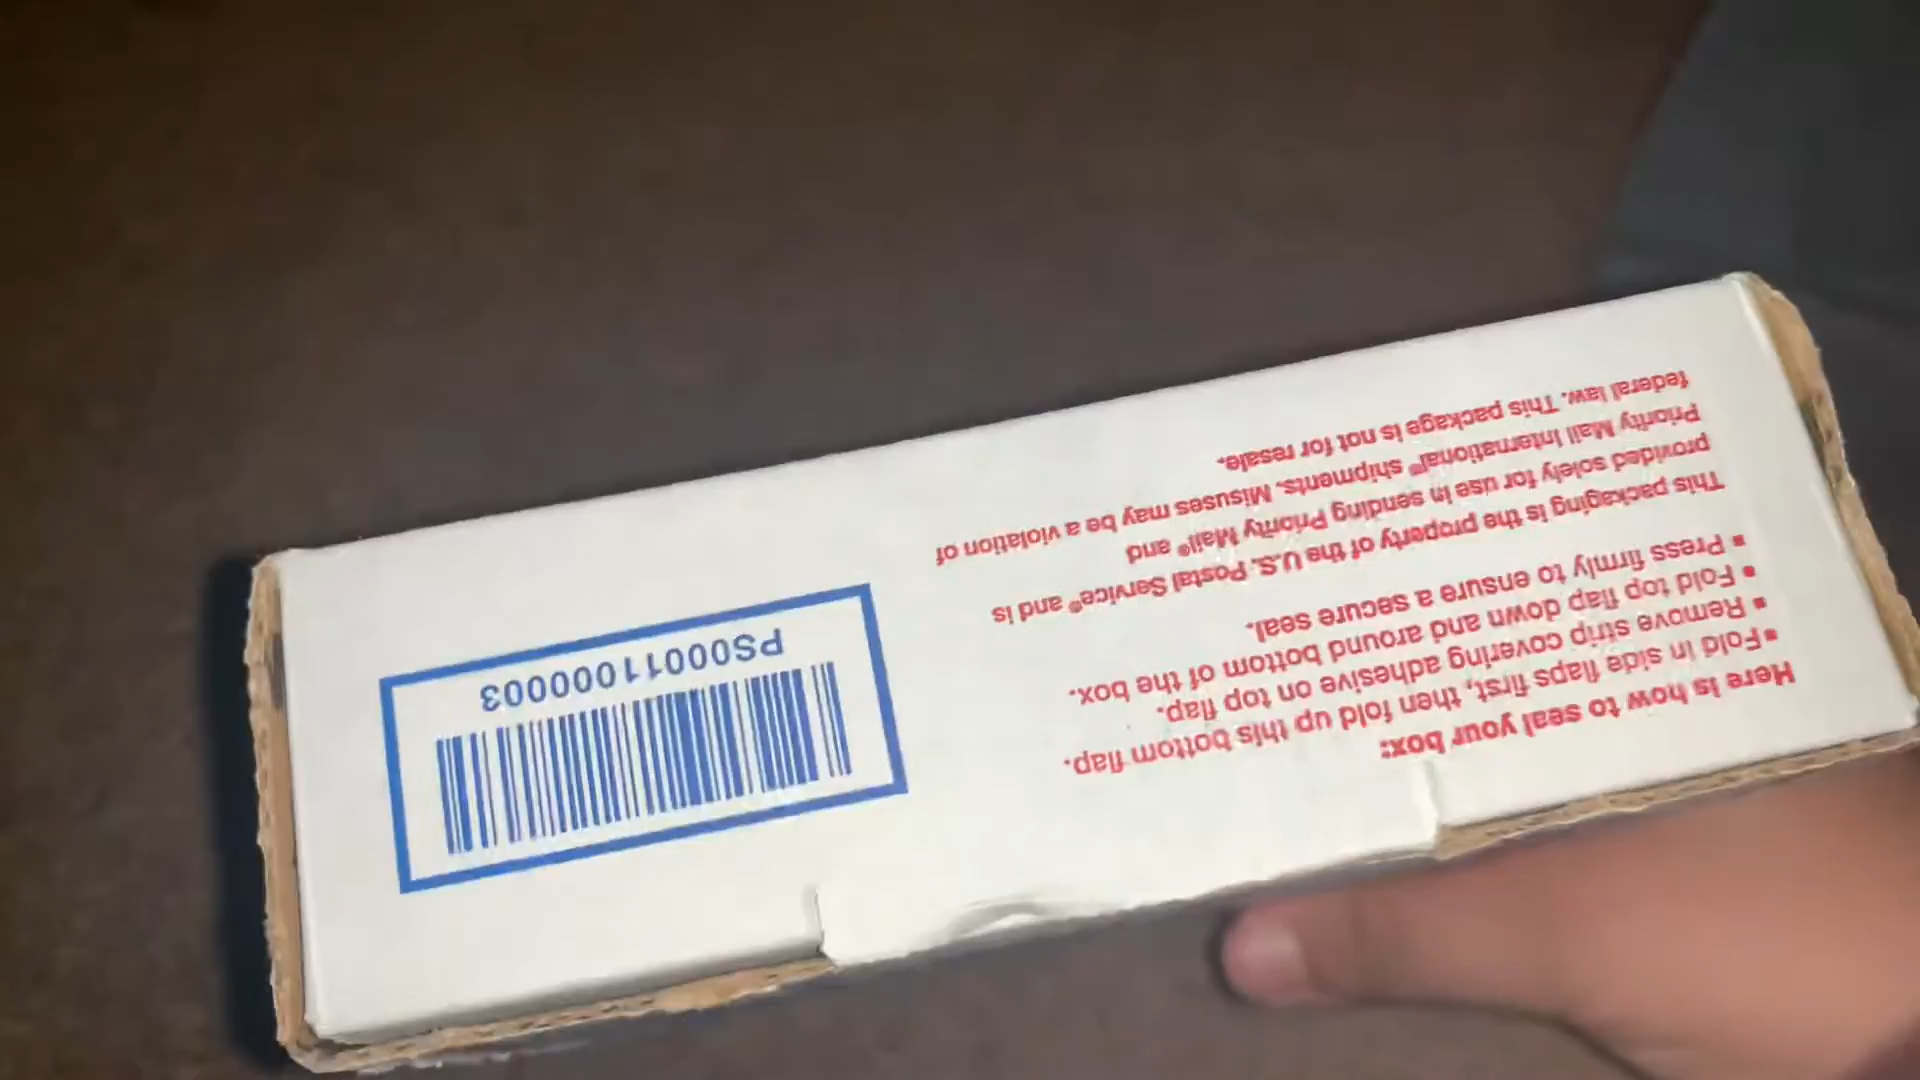 Here is how to seal your box:
• Fold in side flaps first, then fold up this bottom flap.
• Remove strip covering adhesive on top flap.
• Fold top flap down and around bottom of the box.
• Press firmly to ensure a secure seal.
This packaging is the property of the U.S. Postal Service® and is
provided solely for use in sending Priority Mail® and
Priority Mail International® shipments. Misuses may be a violation of
federal law. This package is not for resale.
PS0001100003